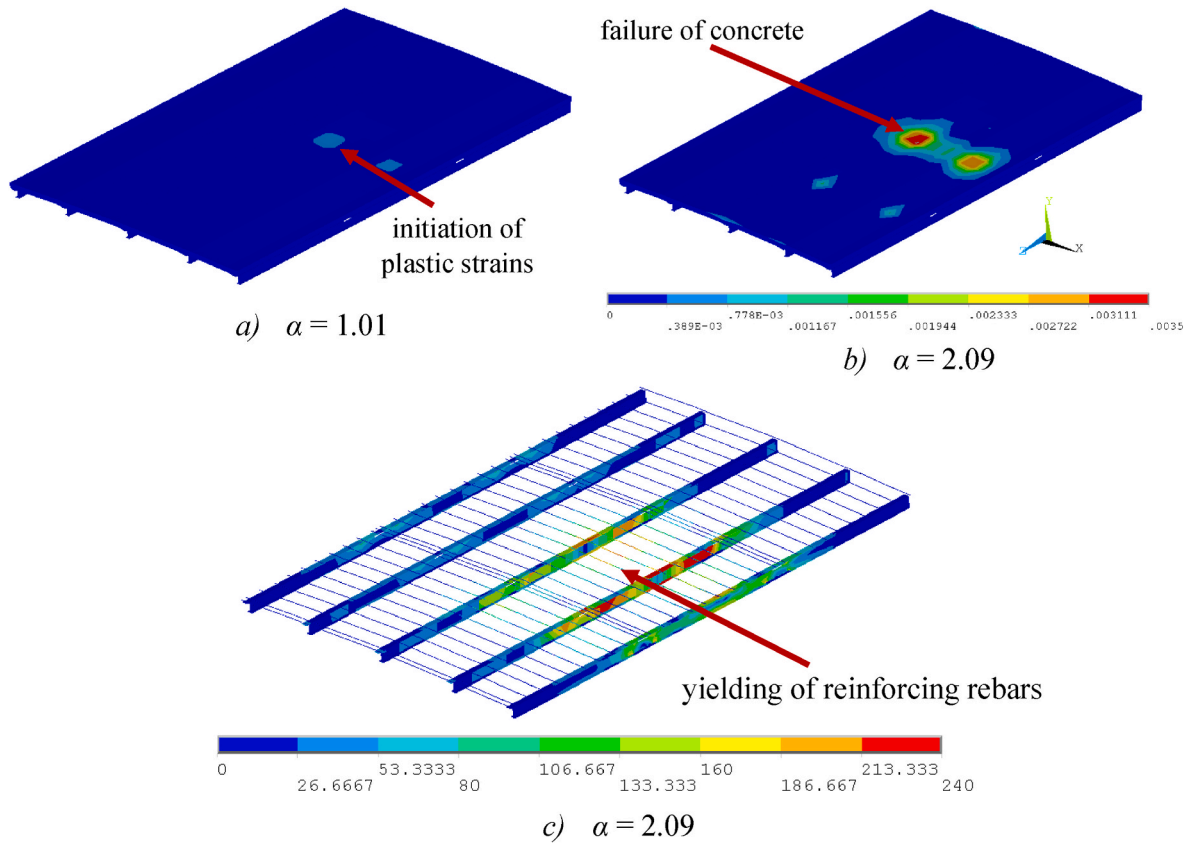 failure of concrete
initiation of
plastic strains
Y
Z
X
a) α = 1.01
0 .778E-03 .001556 .002333 .003111
.389E-03 .001167 .001944 .002722 .0035
b) α = 2.09
yielding of reinforcing rebars
0 53.3333 106.667 160 213.333
26.6667 80 133.333 186.667 240
c) α = 2.09